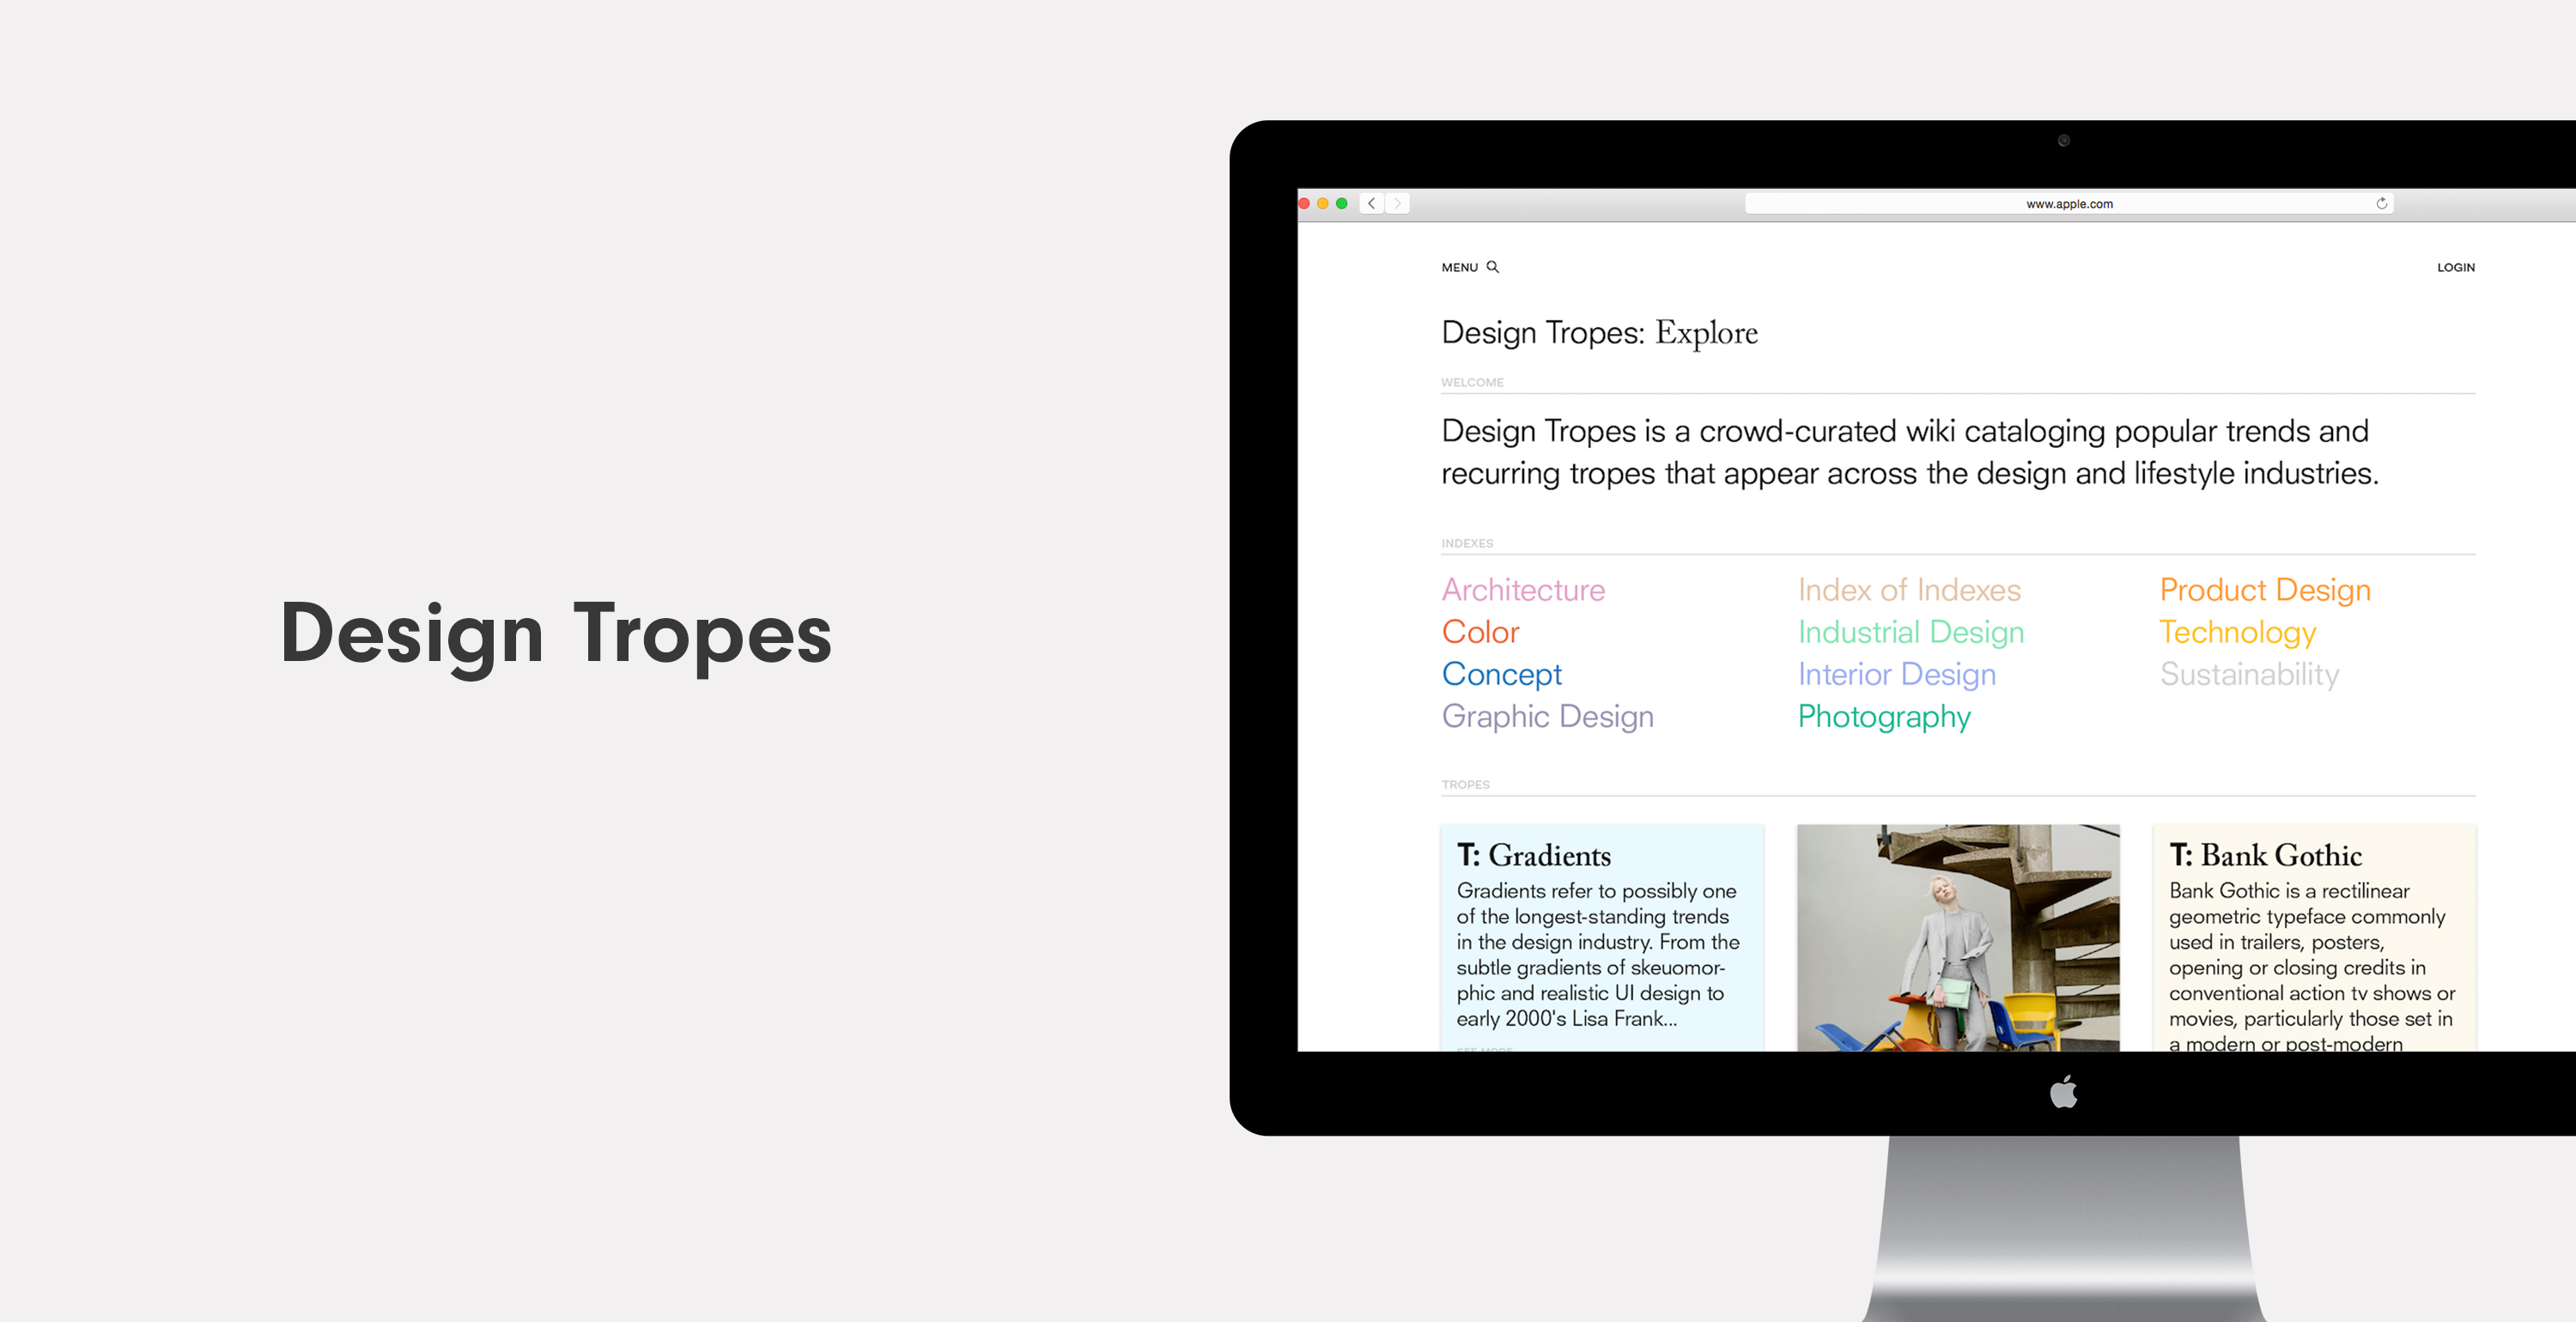 Design Tropes
www.apple.com
MENU
LOGIN
Design Tropes: Explore
WELCOME
Design Tropes is a crowd-curated wiki cataloging popular trends and
recurring tropes that appear across the design and lifestyle industries.
INDEXES
Architecture
Color
Concept
Graphic Design
Index of Indexes
Industrial Design
Interior Design
Photography
Product Design
Technology
Sustainability
TROPES
T: Gradients
Gradients refer to possibly one
of the longest-standing trends
in the design industry. From the
subtle gradients of skeuomor-
phic and realistic UI design to
early 2000's Lisa Frank...
SEE MORE
T: Bank Gothic
Bank Gothic is a rectilinear
geometric typeface commonly
used in trailers, posters,
opening or closing credits in
conventional action tv shows or
movies, particularly those set in
a modern or post-modern